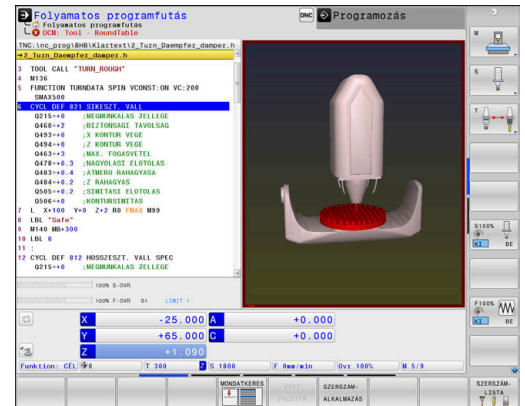 Folyamatos programfutás
DNC
Programozás
Folyamatos programfutás
DCM: Tool - RoundTable
TNC:\nc_prog\BHB\Klartext\2_Turn_Daempfer_damper.h
→2_Turn_Daempfer_damper.h
3 TOOL CALL "TURN_ROUGH"
4 M136
5 FUNCTION TURNDATA SPIN VCONST:ON VC:200
SMAX500
6 CYCL DEF 821 SIKESZT. VALL
Q215=+0 ;MEGMUNKALAS JELLEGE
Q460=+2 ;BIZTONSAGI TAVOLSAG
Q493=+0 ;X KONTUR VEGE
Q494=+0 ;Z KONTUR VEGE
Q463=+3 ;MAX. FOGASVETEL
Q478=+0.3 ;NAGYOLASI ELOTOLAS
Q483=+0.4 ;ATMERO RAHAGYASA
Q484=+0.2 ;Z RAHAGYAS
Q505=+0.2 ;SIMITASI ELOTOLAS
Q506=+0 ;KONTURSIMITAS
7 L X+100 Y+0 Z+2 R0 FMAX M99
8 LBL "Safe"
9 M140 MB+300
10 LBL 0
11 ;
12 CYCL DEF 812 HOSSZESZT. VALL SPEC
Q215=+0 ;MEGMUNKALAS JELLEGE
100% S-OVR
100% F-OVR S1 LIMIT 1
X -25.000 A +0.000
Y +65.000 C +0.000
Z +1.090
Funktion: CÉL 0 T 300 Z S 1800 F 0mm/min Ovr 100% M 5/9
M
S
T
S100%
KI BE
F100%
KI BE
MONDATKERES
SZERSZÁM-
ALKALMAZÁS
SZERSZÁM-
LISTA